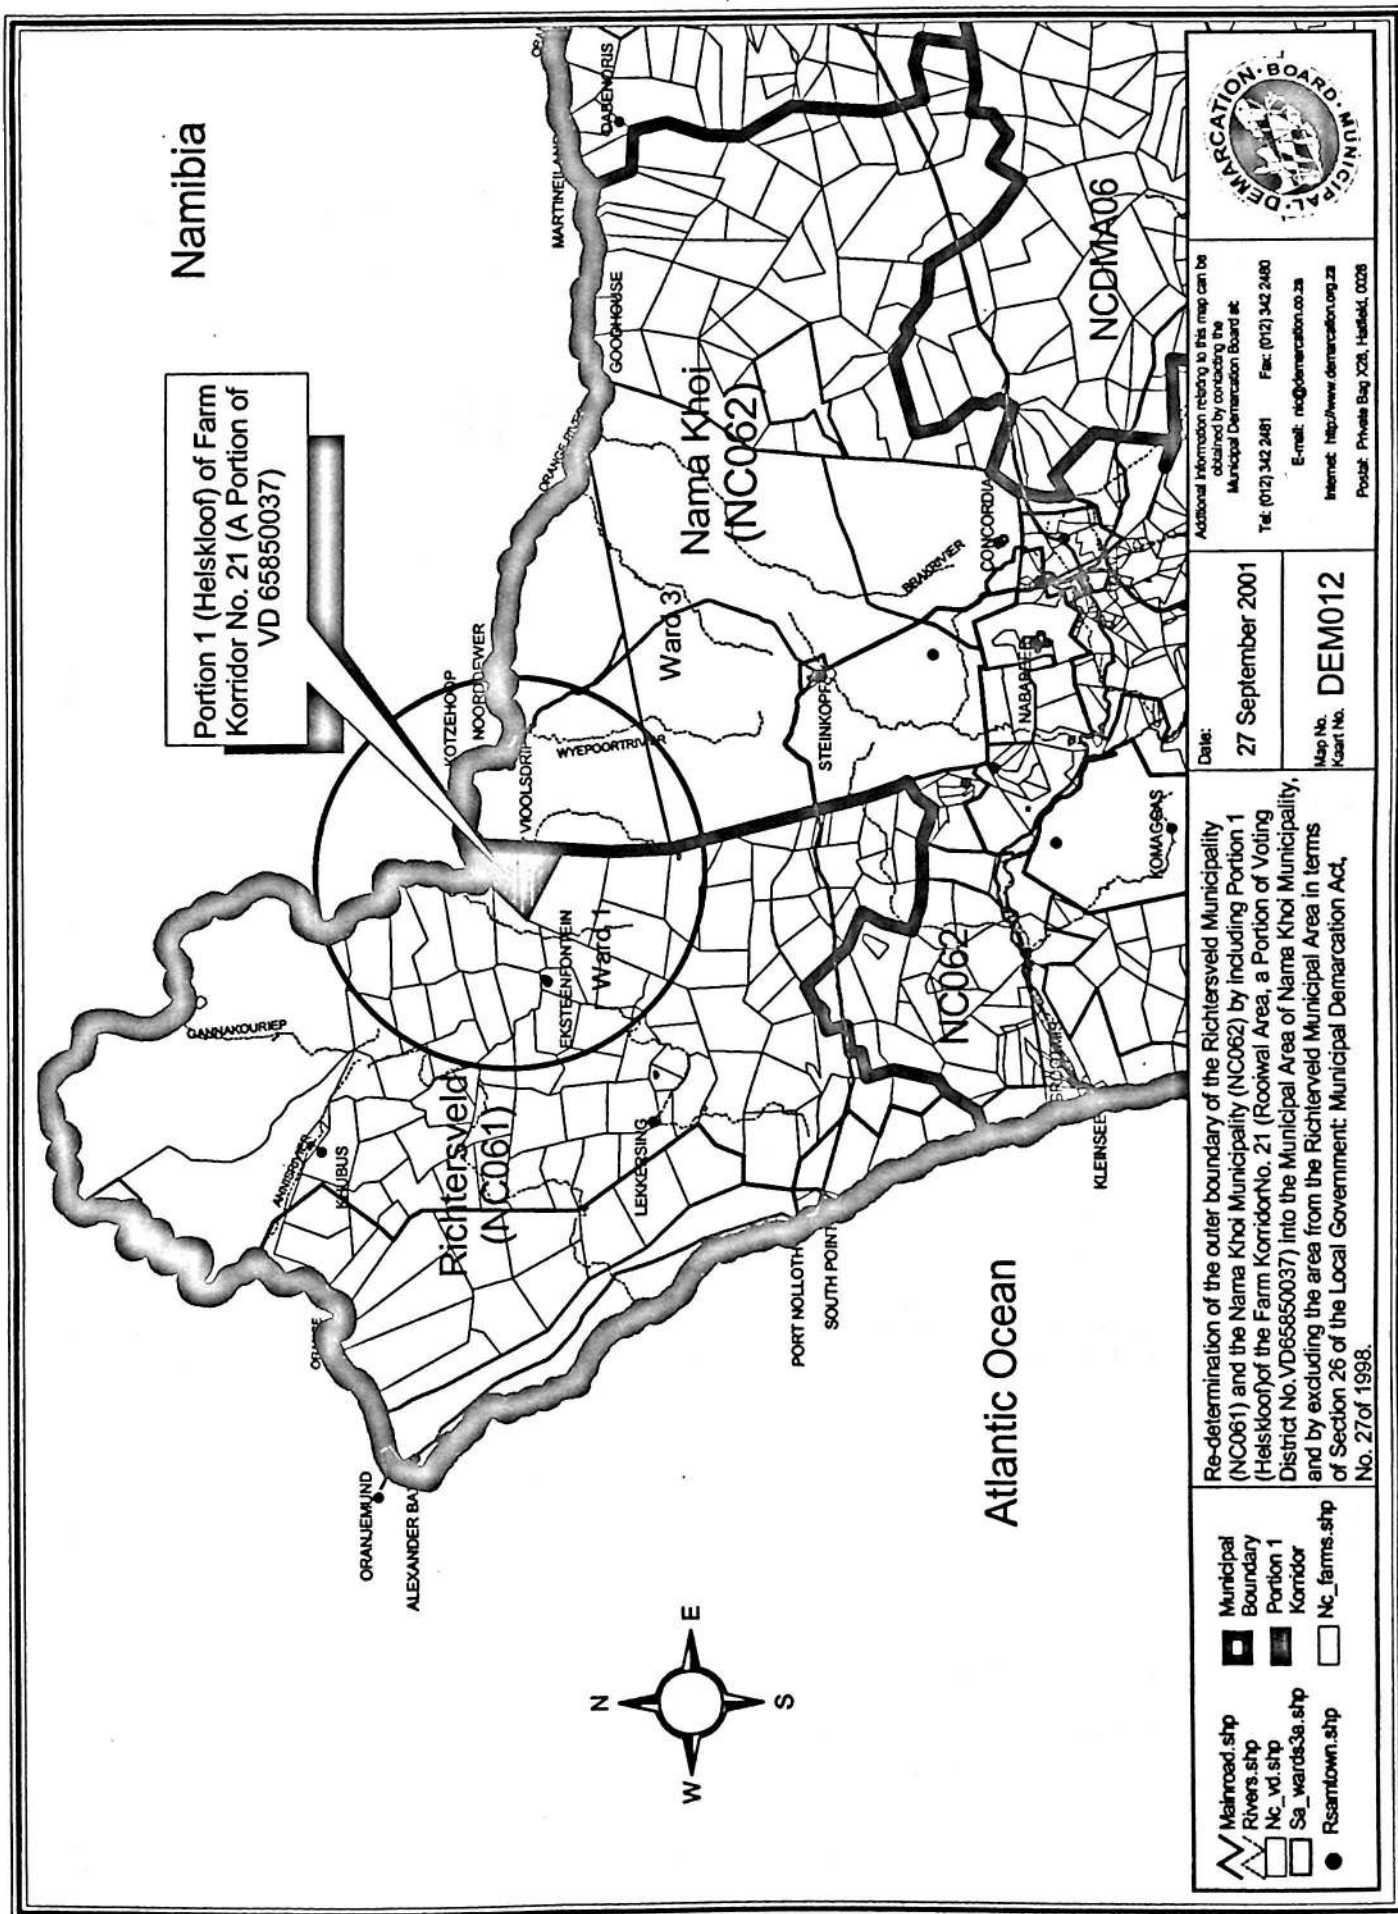 Namibia
Portion 1 (Helskloof) of Farm
Korridor No. 21 (A Portion of
VD 65850037)
DABENORIS
MARTINEILAND
GOODHOUSE
ORANGE RIVER
KOTZEHOOP
NOORDOEWER
VIOOLSDRIF
WYEPOORTRIVIER
Nama Khoi
(NC062)
Ward 3
NCDMA06
CONCORDIA
BRAKRIVIER
STEINKOPF
NABABEEP
KOMAGGAS
GANNAKOURIEP
EKSTEENFONTEIN
Ward 1
KHUBUS
Richtersveld
(NC061)
LEKKERSING
NC062
KLEINSEE
PORT NOLLOTH
SOUTH POINT
ORANJEMUND
ALEXANDER BA
Atlantic Ocean
N
W
E
S
Mainroad.shp
Rivers.shp
Nc_vd.shp
Sa_wards3a.shp
Rsamtown.shp
Municipal
Boundary
Portion 1
Korridor
Nc_farms.shp
Re-determination of the outer boundary of the Richtersveld Municipality
(NC061) and the Nama Khoi Municipality (NC062) by including Portion 1
(Helskloof)of the Farm KorridorNo. 21 (Rooiwal Area, a Portion of Voting
District No.VD65850037) into the Municipal Area of Nama Khoi Municipality,
and by excluding the area from the Richterveld Municipal Area in terms
of Section 26 of the Local Government: Municipal Demarcation Act,
No. 27of 1998.
Date:
27 September 2001
Map No.
Kaart No. DEM012
Additional information relating to this map can be
obtained by contacting the
Municipal Demarcation Board at:
Tel: (012) 342 2481 Fax: (012) 342 2480
E-mail: nic@demarcation.co.za
Internet: http://www.demarcation.org.za
Postal: Private Bag X28, Hatfield, 0028
MUNICIPAL • DEMARCATION • BOARD •